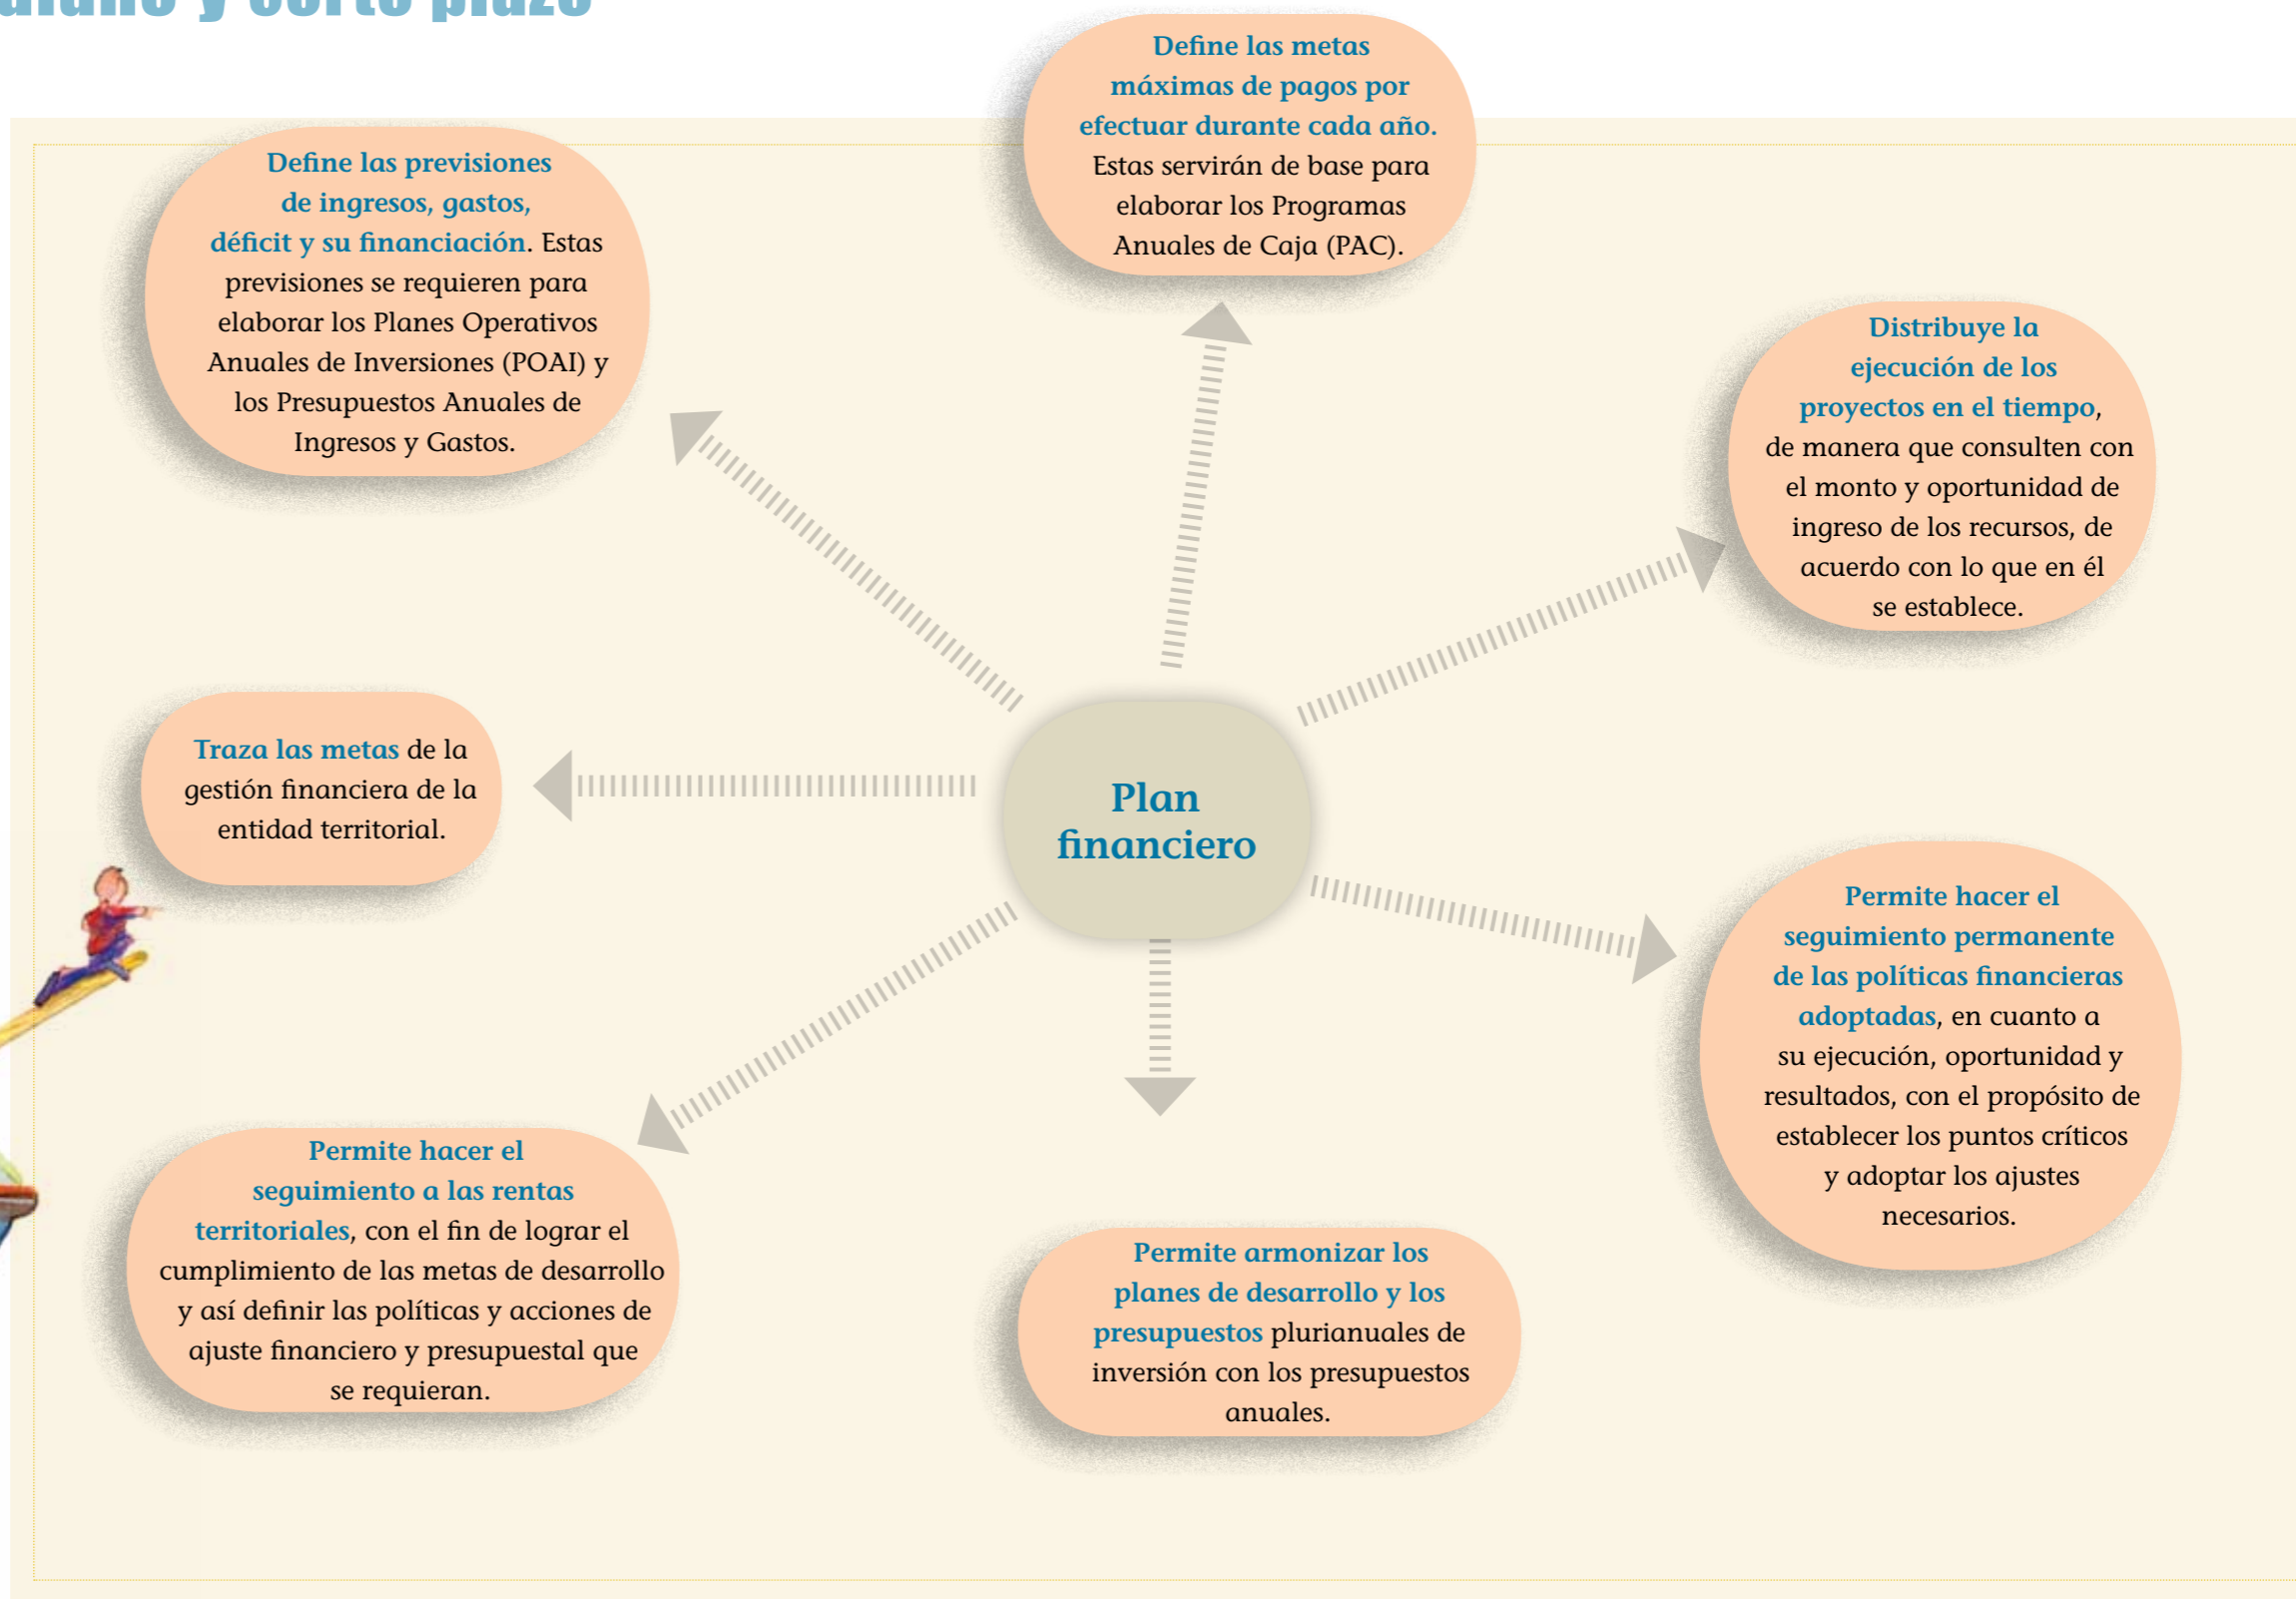 y corto plazo
Define las metas
máximas de pagos por
efectuar durante cada año.
Estas servirán de base para
elaborar los Programas
Anuales de Caja (PAC).
Define las previsiones
de ingresos, gastos,
déficit y su financiación. Estas
previsiones se requieren para
elaborar los Planes Operativos
Anuales de Inversiones (POAI) y
los Presupuestos Anuales de
Ingresos y Gastos.
Distribuye la
ejecución de los
proyectos en el tiempo,
de manera que consulten con
el monto y oportunidad de
ingreso de los recursos, de
acuerdo con lo que en él
se establece.
Traza las metas de la
gestión financiera de la
entidad territorial.
Plan
financiero
Permite hacer el
seguimiento permanente
de las políticas financieras
adoptadas, en cuanto a
su ejecución, oportunidad y
resultados, con el propósito de
establecer los puntos críticos
y adoptar los ajustes
necesarios.
Permite hacer el
seguimiento a las rentas
territoriales, con el fin de lograr el
cumplimiento de las metas de desarrollo
y así definir las políticas y acciones de
ajuste financiero y presupuestal que
se requieran.
Permite armonizar los
planes de desarrollo y los
presupuestos plurianuales de
inversión con los presupuestos
anuales.